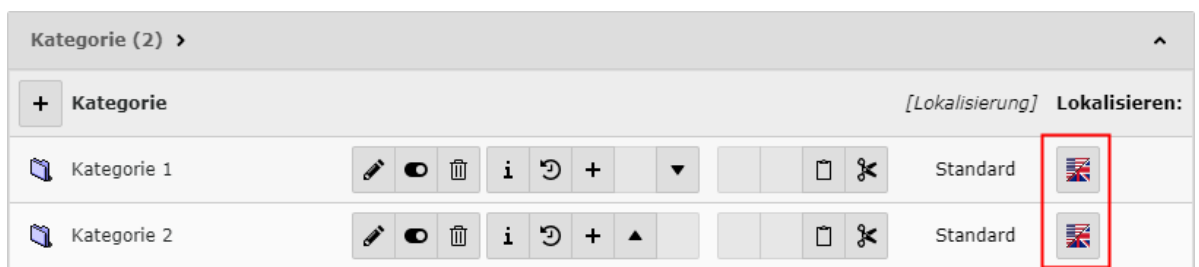 Kategorie (2)
Kategorie [Lokalisierung] Lokalisieren:
Kategorie 1 Standard
Kategorie 2 Standard